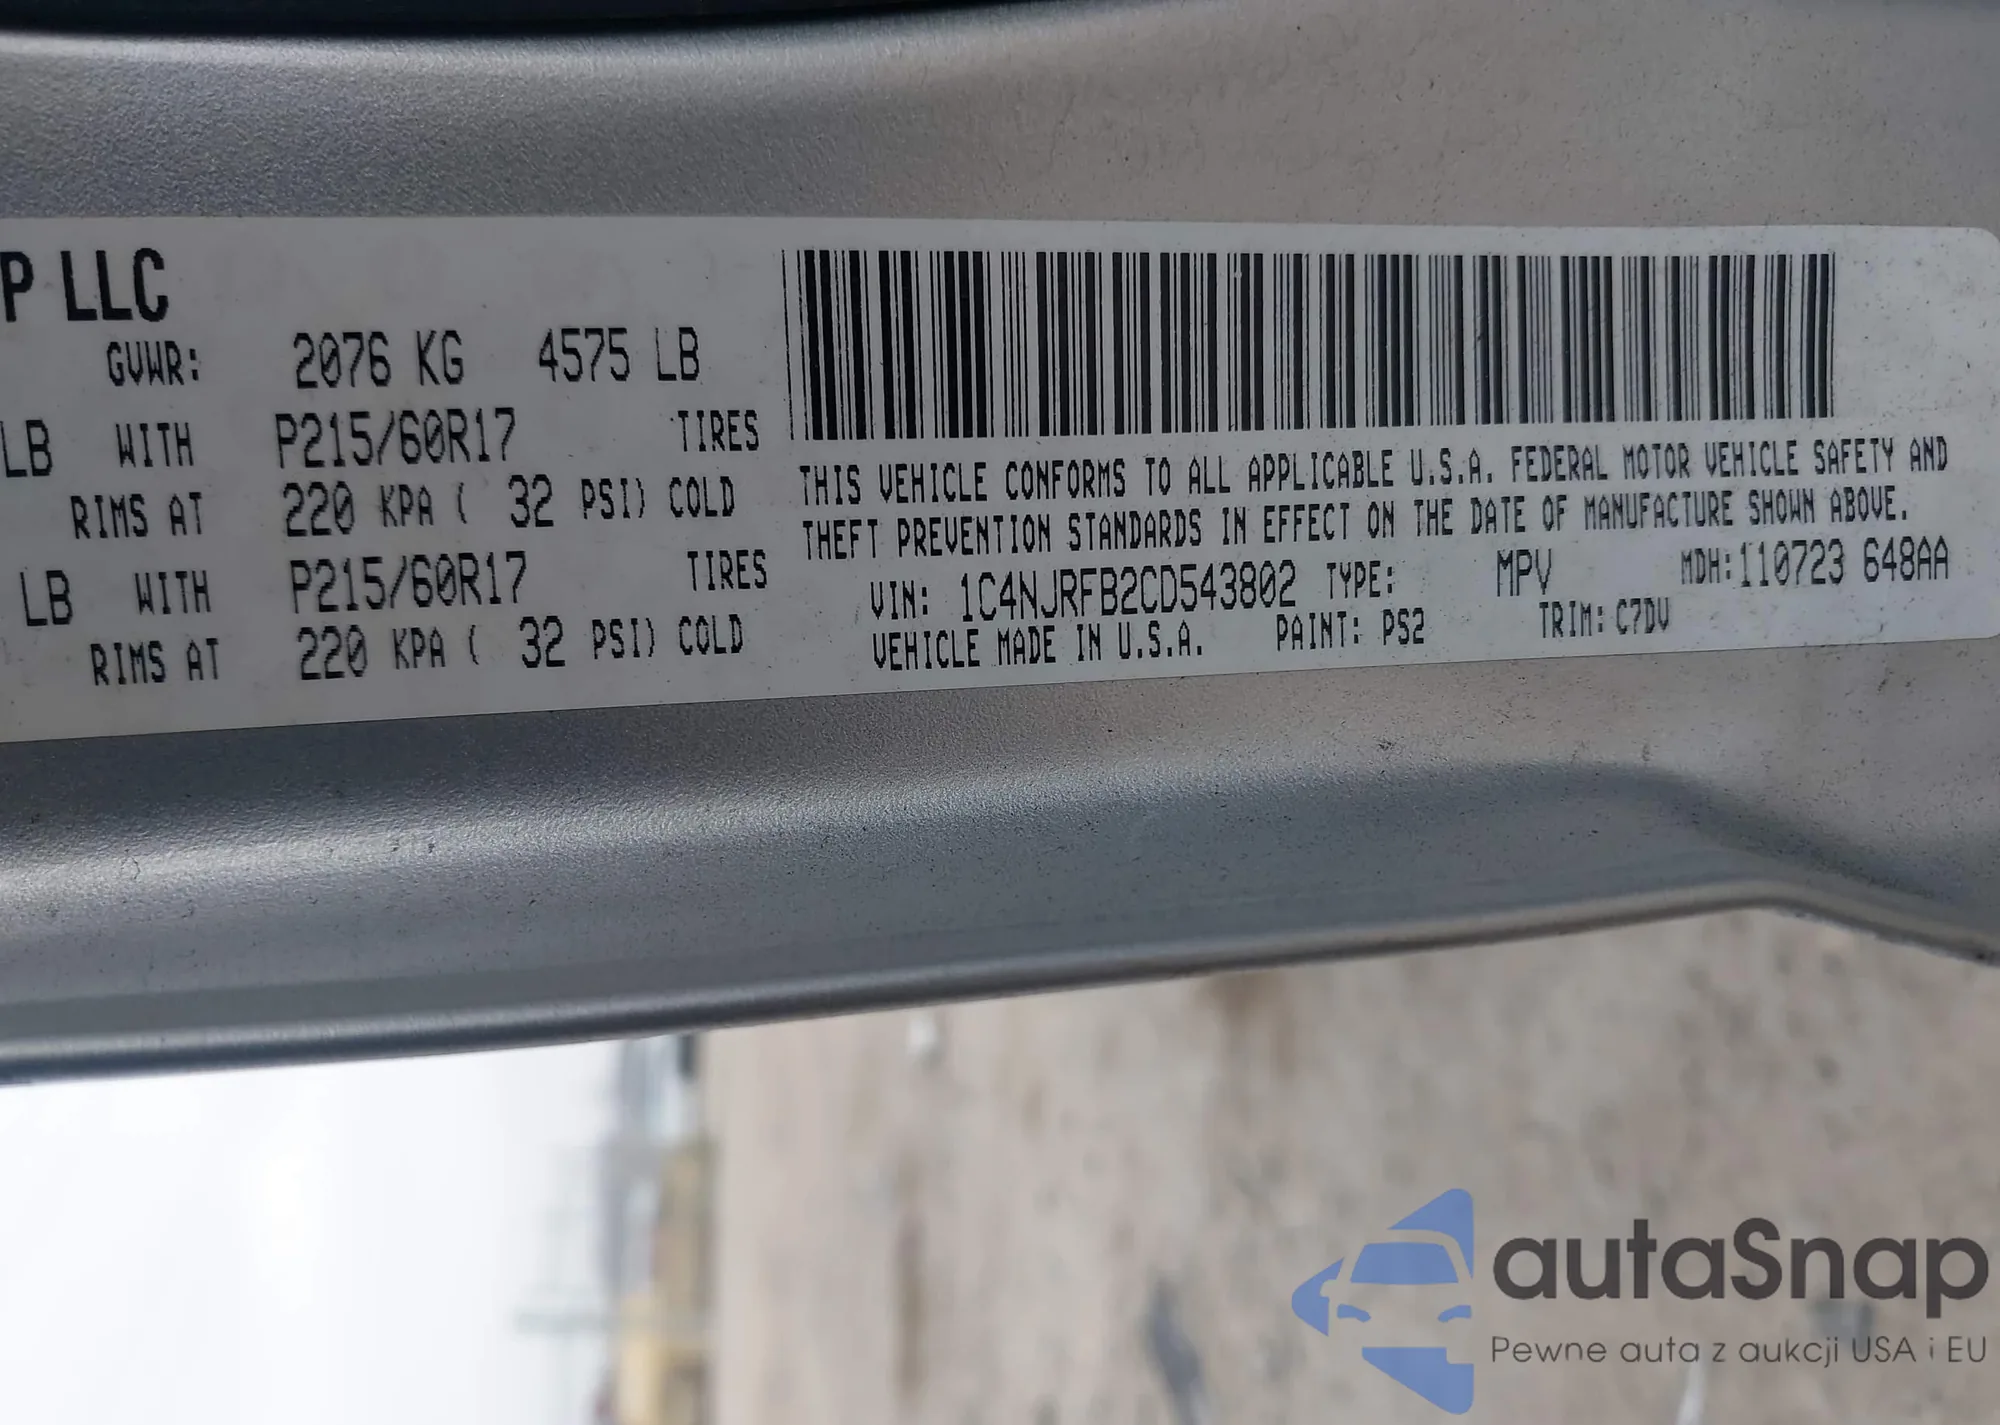 P LLC
GVWR: 2076 KG 4575 LB
LB WITH P215/60R17 TIRES
RIMS AT 220 KPA ( 32 PSI) COLD
LB WITH P215/60R17 TIRES
RIMS AT 220 KPA ( 32 PSI) COLD
THIS VEHICLE CONFORMS TO ALL APPLICABLE U.S.A. FEDERAL MOTOR VEHICLE SAFETY AND
THEFT PREVENTION STANDARDS IN EFFECT ON THE DATE OF MANUFACTURE SHOWN ABOVE.
VIN: 1C4NJRFB2CD543802 TYPE: MPV MDH:110723 648AA
VEHICLE MADE IN U.S.A. PAINT: PS2 TRIM: C7DV
autaSnap
Pewne auta z aukcji USA i EU